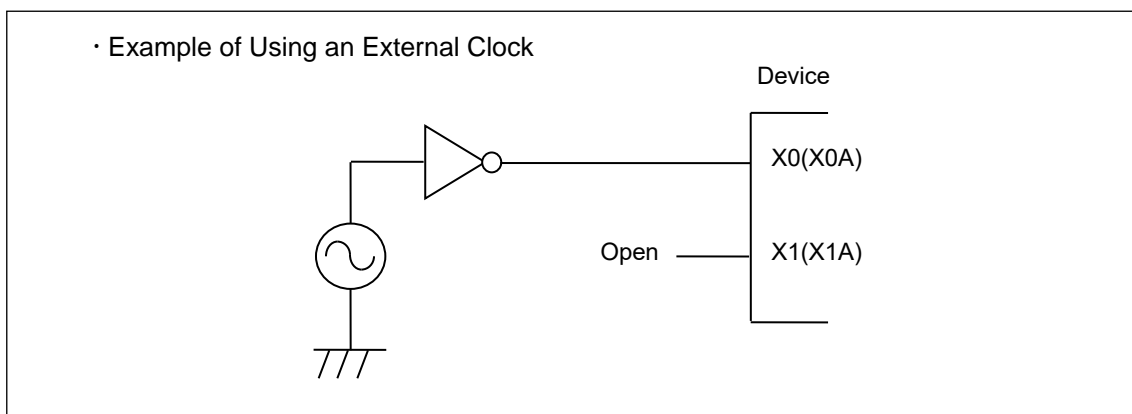 ・Example of Using an External Clock
Device
X0(X0A)
Open
X1(X1A)